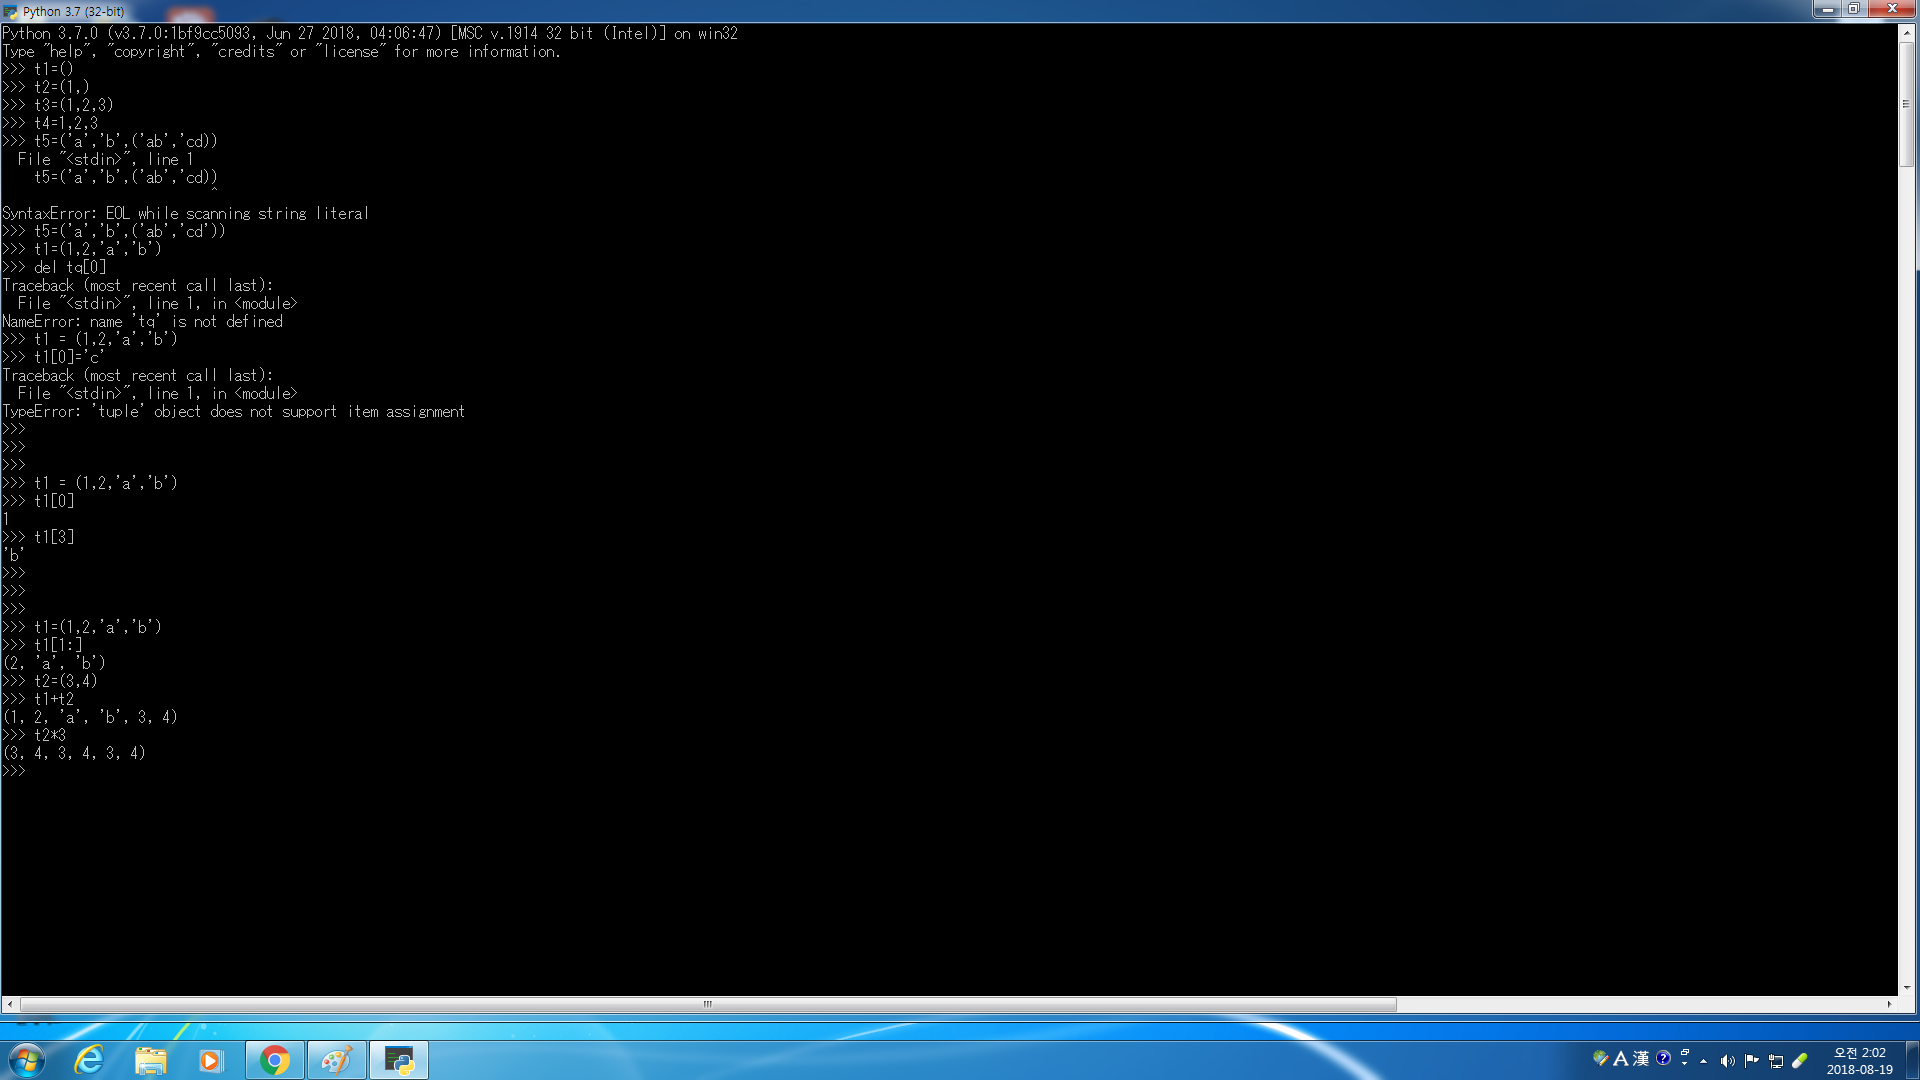 Python 3.7 (32-bit)
Python 3.7.0 (v3.7.0:1bf9cc5093, Jun 27 2018, 04:06:47) [MSC v.1914 32 bit (Intel)] on win32
Type "help", "copyright", "credits" or "license" for more information.
>>> t1=()
>>> t2=(1,)
>>> t3=(1,2,3)
>>> t4=1,2,3
>>> t5=('a','b',('ab','cd))
  File "<stdin>", line 1
    t5=('a','b',('ab','cd))
                          ^
SyntaxError: EOL while scanning string literal
>>> t5=('a','b',('ab','cd'))
>>> t1=(1,2,'a','b')
>>> del tq[0]
Traceback (most recent call last):
  File "<stdin>", line 1, in <module>
NameError: name 'tq' is not defined
>>> t1 = (1,2,'a','b')
>>> t1[0]='c'
Traceback (most recent call last):
  File "<stdin>", line 1, in <module>
TypeError: 'tuple' object does not support item assignment
>>>
>>>
>>>
>>> t1 = (1,2,'a','b')
>>> t1[0]
1
>>> t1[3]
'b'
>>>
>>>
>>>
>>> t1=(1,2,'a','b')
>>> t1[1:]
(2, 'a', 'b')
>>> t2=(3,4)
>>> t1+t2
(1, 2, 'a', 'b', 3, 4)
>>> t2*3
(3, 4, 3, 4, 3, 4)
>>>
A 漢
오전 2:02
2018-08-19